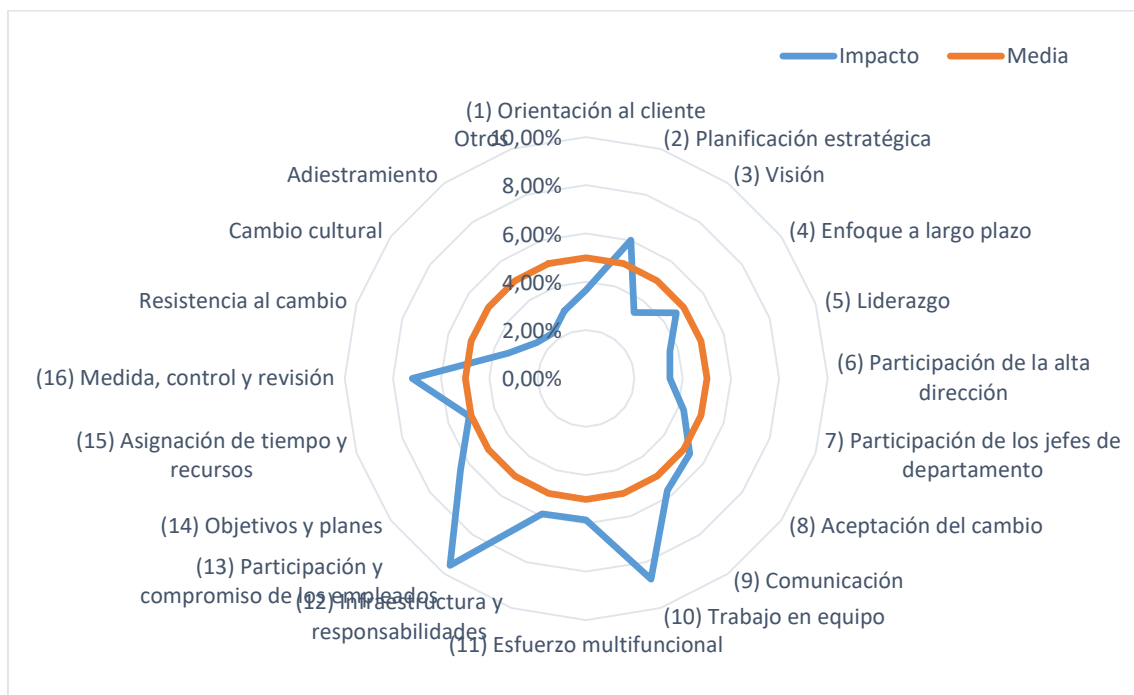 Impacto
Media
(1) Orientación al cliente
(2) Planificación estratégica
(3) Visión
(4) Enfoque a largo plazo
(5) Liderazgo
(6) Participación de la alta
dirección
7) Participación de los jefes de
departamento
(8) Aceptación del cambio
(9) Comunicación
(10) Trabajo en equipo
(11) Esfuerzo multifuncional
(12) Infraestructura y
responsabilidades
(13) Participación y
compromiso de los empleados
(14) Objetivos y planes
(15) Asignación de tiempo y
recursos
(16) Medida, control y revisión
Resistencia al cambio
Cambio cultural
Adiestramiento
Otros
10,00%
8,00%
6,00%
4,00%
2,00%
0,00%